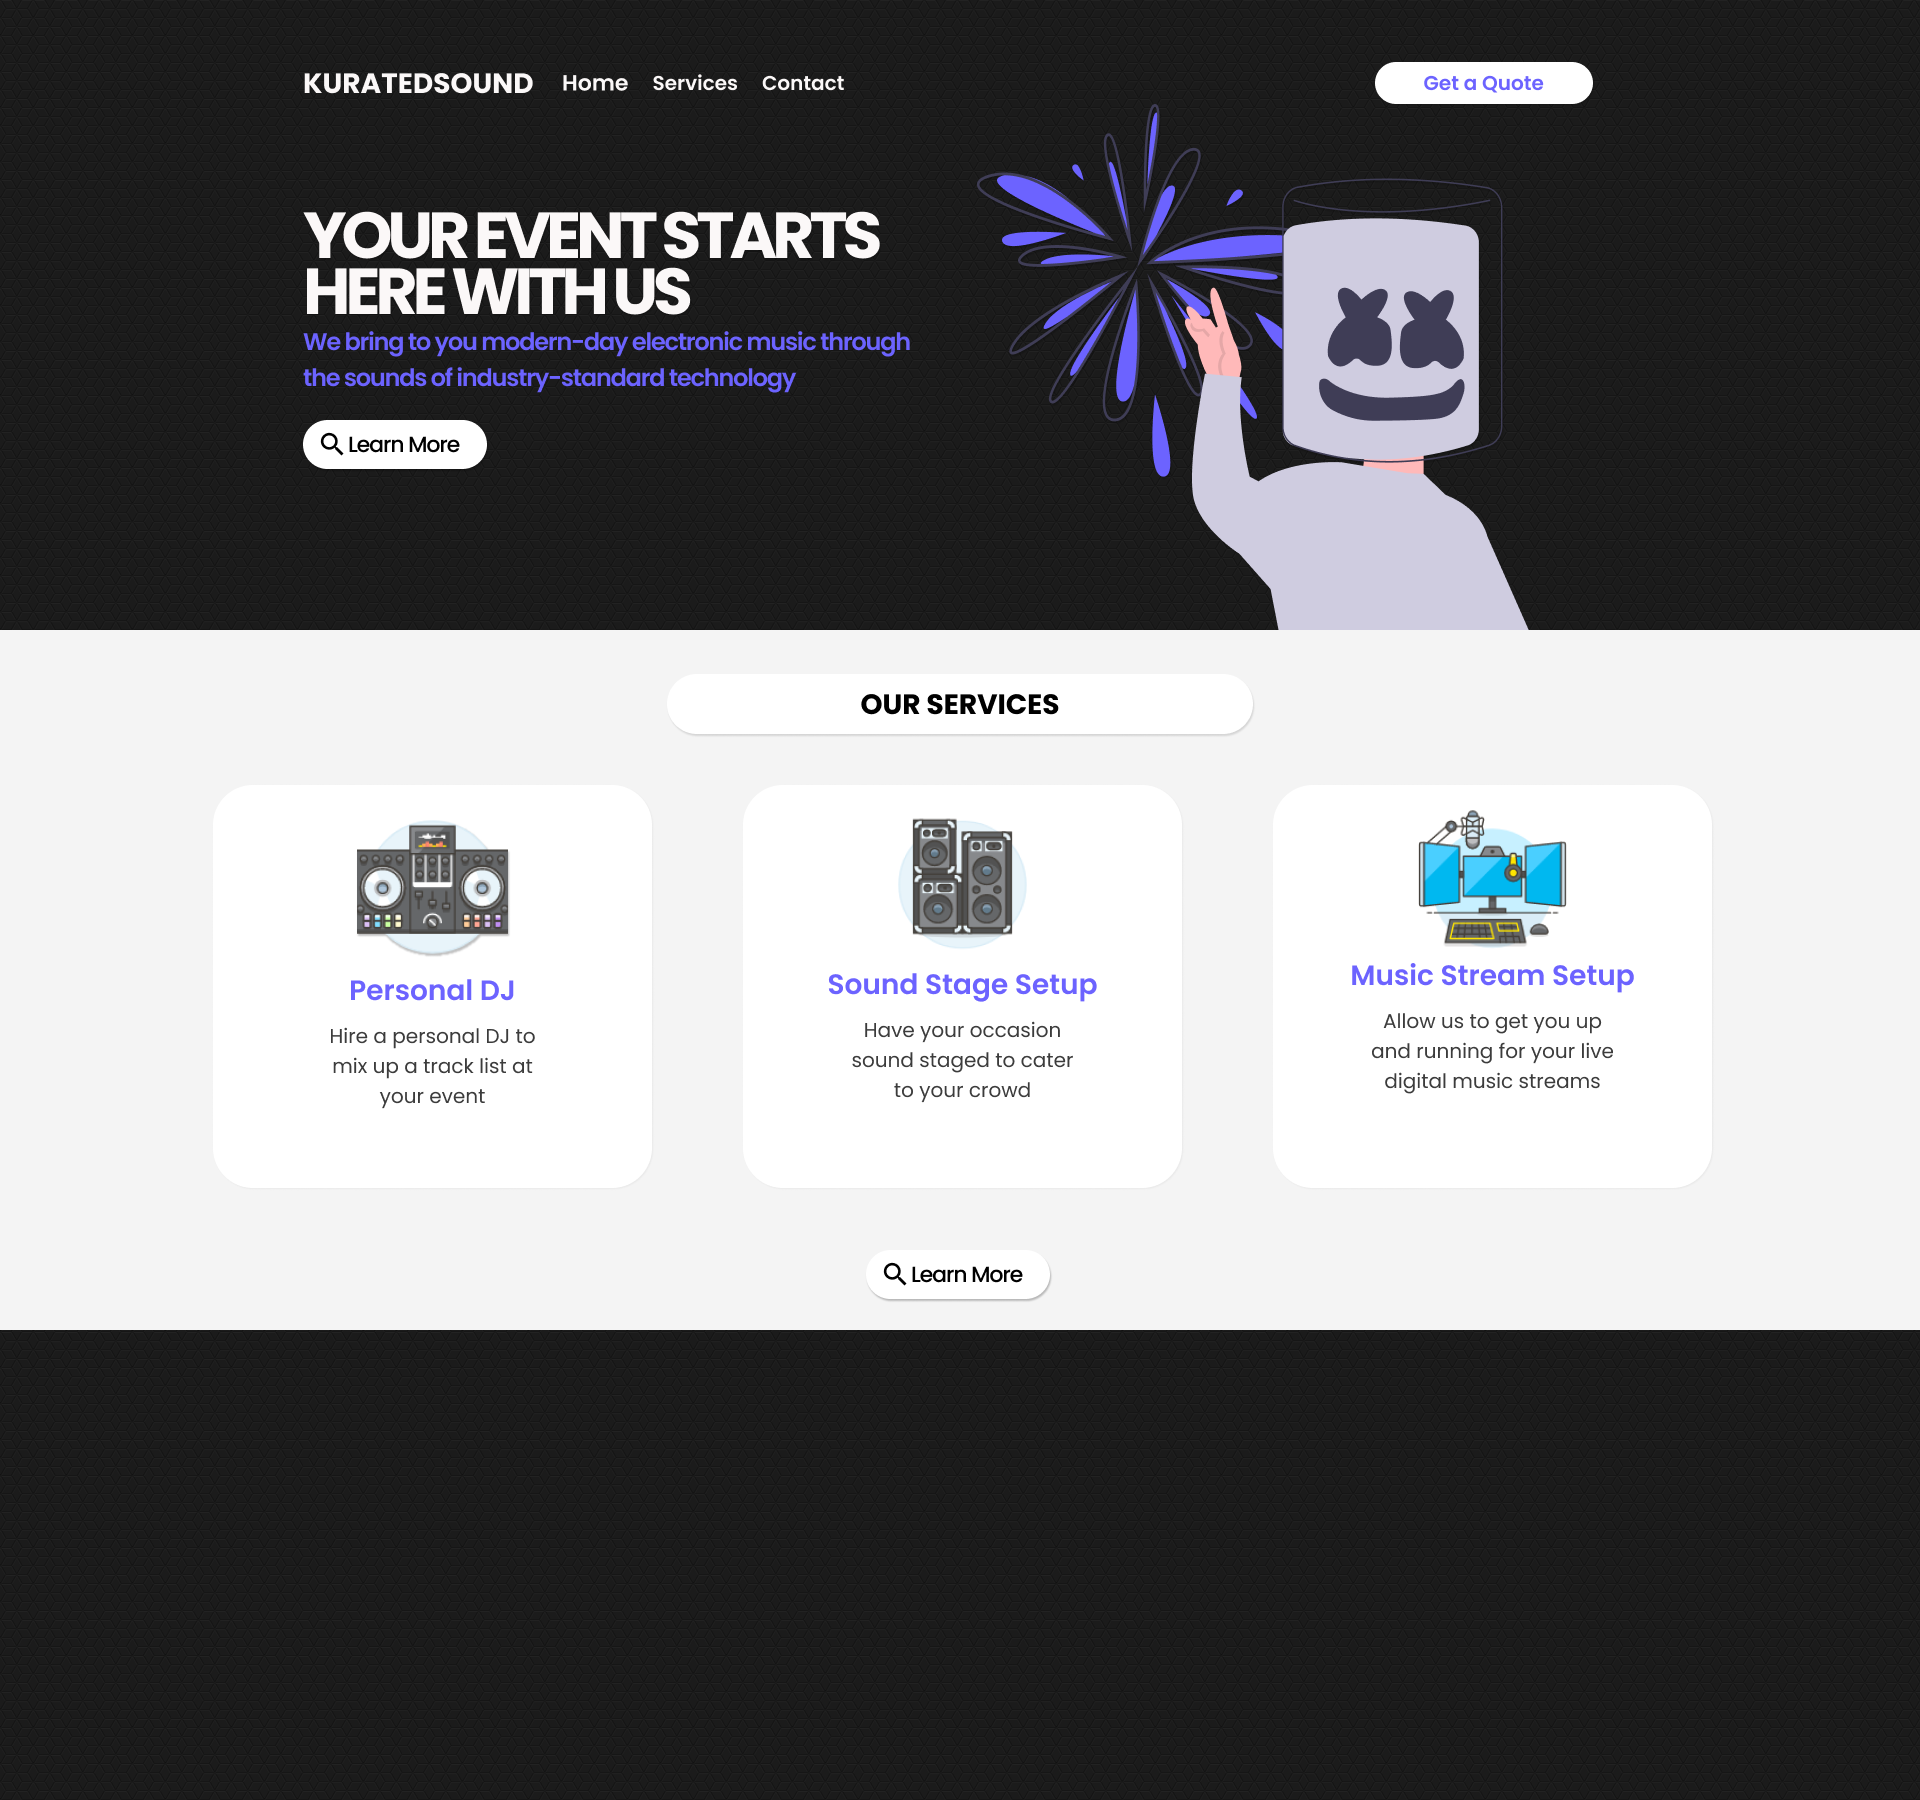 KURATEDSOUND Home Services Contact Get a Quote
YOUR EVENT STARTS
HERE WITH US
We bring to you modern-day electronic music through
the sounds of industry-standard technology
Learn More
OUR SERVICES
Personal DJ
Hire a personal DJ to
mix up a track list at
your event
Sound Stage Setup
Have your occasion
sound staged to cater
to your crowd
Music Stream Setup
Allow us to get you up
and running for your live
digital music streams
Learn More